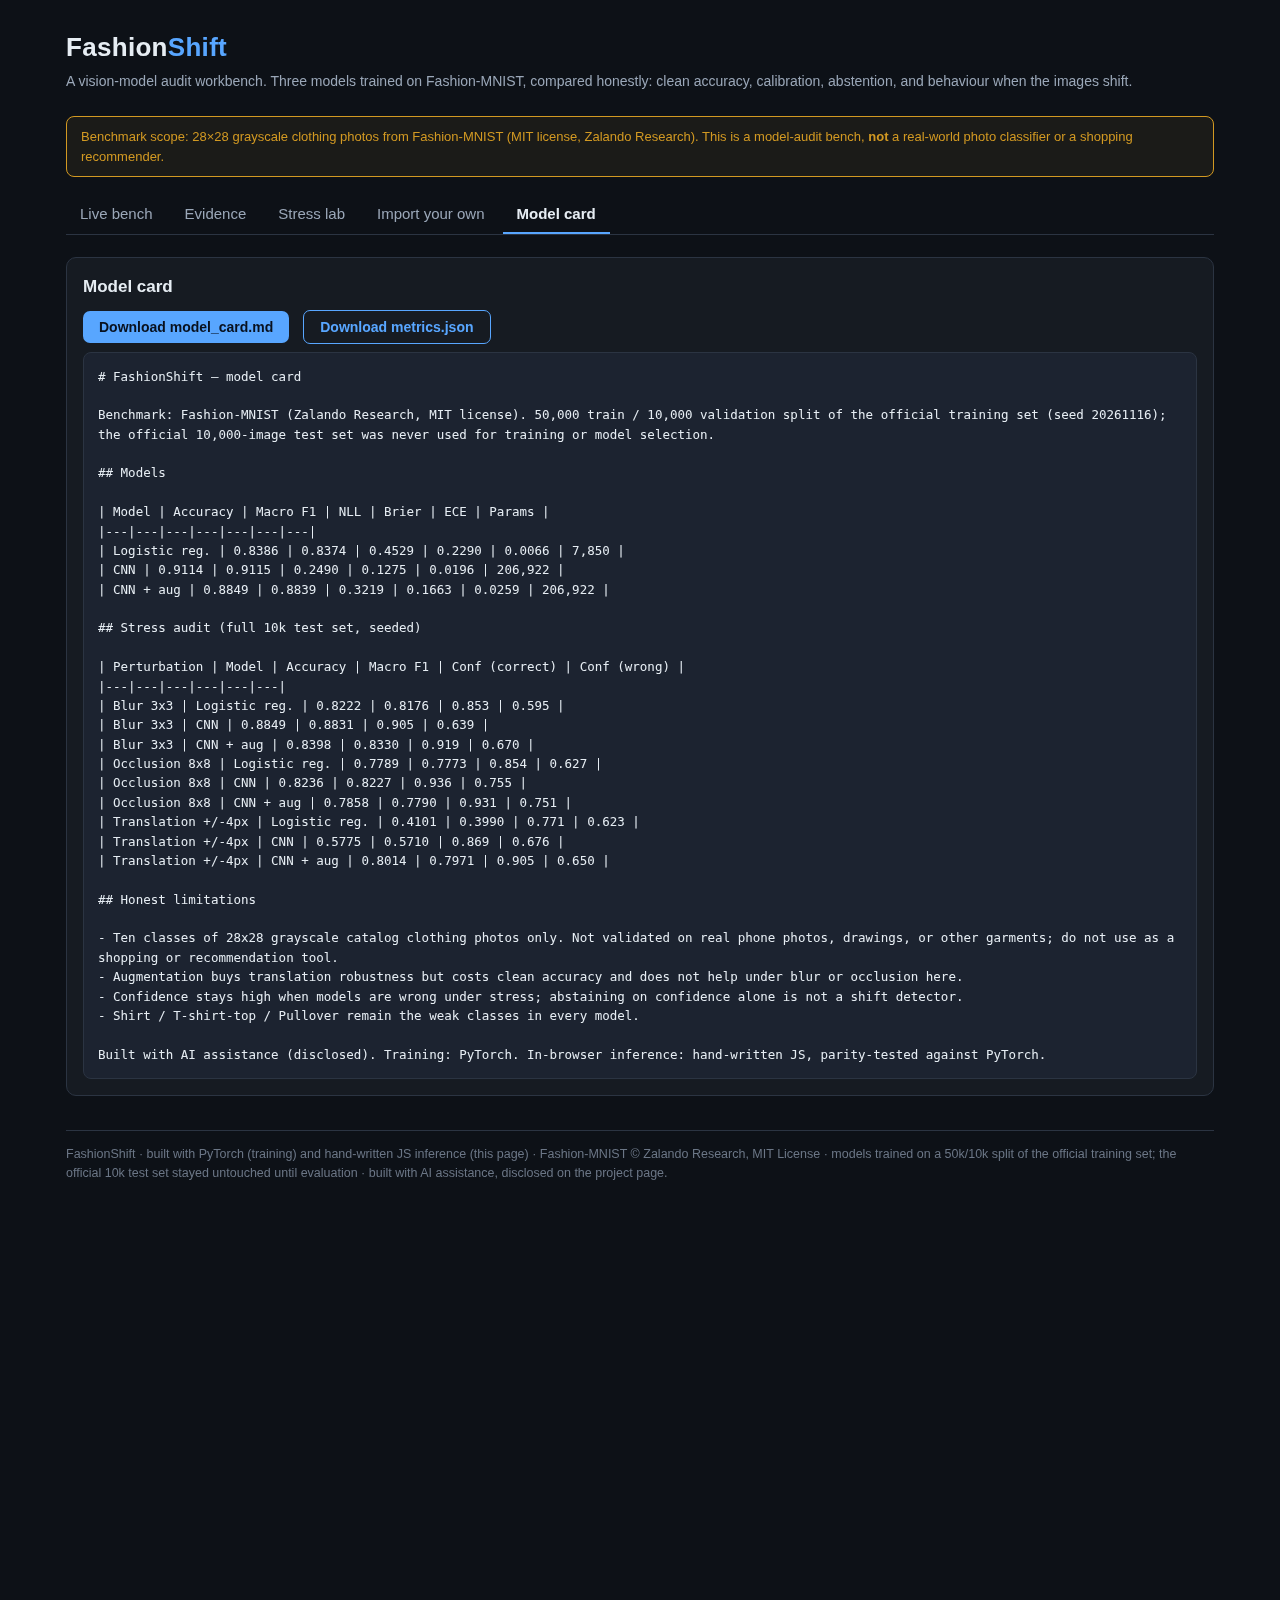 FashionShift
A vision-model audit workbench. Three models trained on Fashion-MNIST, compared honestly: clean accuracy, calibration, abstention, and behaviour when the images shift.
Benchmark scope: 28×28 grayscale clothing photos from Fashion-MNIST (MIT license, Zalando Research). This is a model-audit bench, not a real-world photo classifier or a shopping
recommender.
Live bench Evidence Stress lab Import your own Model card
Model card
Download model_card.md Download metrics.json
# FashionShift — model card
Benchmark: Fashion-MNIST (Zalando Research, MIT license). 50,000 train / 10,000 validation split of the official training set (seed 20261116);
the official 10,000-image test set was never used for training or model selection.
## Models
| Model | Accuracy | Macro F1 | NLL | Brier | ECE | Params |
|---|---|---|---|---|---|---|
| Logistic reg. | 0.8386 | 0.8374 | 0.4529 | 0.2290 | 0.0066 | 7,850 |
| CNN | 0.9114 | 0.9115 | 0.2490 | 0.1275 | 0.0196 | 206,922 |
| CNN + aug | 0.8849 | 0.8839 | 0.3219 | 0.1663 | 0.0259 | 206,922 |
## Stress audit (full 10k test set, seeded)
| Perturbation | Model | Accuracy | Macro F1 | Conf (correct) | Conf (wrong) |
|---|---|---|---|---|---|
| Blur 3x3 | Logistic reg. | 0.8222 | 0.8176 | 0.853 | 0.595 |
| Blur 3x3 | CNN | 0.8849 | 0.8831 | 0.905 | 0.639 |
| Blur 3x3 | CNN + aug | 0.8398 | 0.8330 | 0.919 | 0.670 |
| Occlusion 8x8 | Logistic reg. | 0.7789 | 0.7773 | 0.854 | 0.627 |
| Occlusion 8x8 | CNN | 0.8236 | 0.8227 | 0.936 | 0.755 |
| Occlusion 8x8 | CNN + aug | 0.7858 | 0.7790 | 0.931 | 0.751 |
| Translation +/-4px | Logistic reg. | 0.4101 | 0.3990 | 0.771 | 0.623 |
| Translation +/-4px | CNN | 0.5775 | 0.5710 | 0.869 | 0.676 |
| Translation +/-4px | CNN + aug | 0.8014 | 0.7971 | 0.905 | 0.650 |
## Honest limitations
- Ten classes of 28x28 grayscale catalog clothing photos only. Not validated on real phone photos, drawings, or other garments; do not use as a
shopping or recommendation tool.
- Augmentation buys translation robustness but costs clean accuracy and does not help under blur or occlusion here.
- Confidence stays high when models are wrong under stress; abstaining on confidence alone is not a shift detector.
- Shirt / T-shirt-top / Pullover remain the weak classes in every model.
Built with AI assistance (disclosed). Training: PyTorch. In-browser inference: hand-written JS, parity-tested against PyTorch.
FashionShift · built with PyTorch (training) and hand-written JS inference (this page) · Fashion-MNIST © Zalando Research, MIT License · models trained on a 50k/10k split of the official training set; the
official 10k test set stayed untouched until evaluation · built with AI assistance, disclosed on the project page.